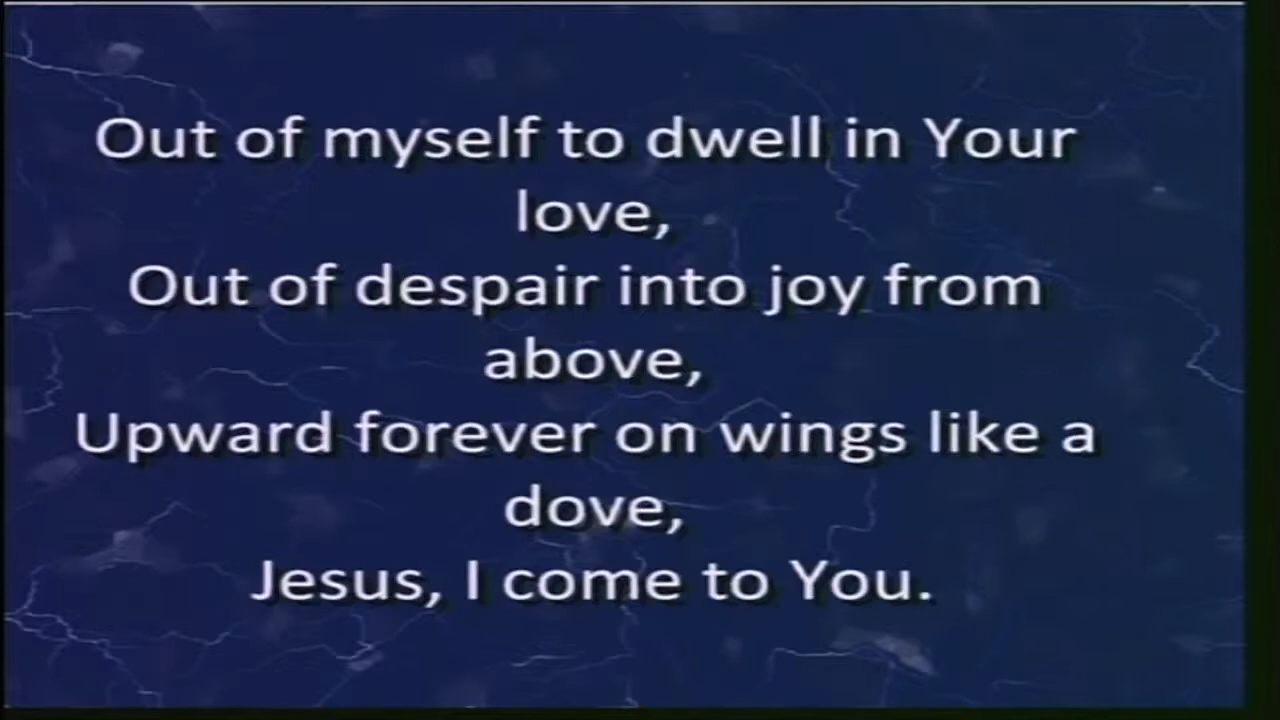 Out of myself to dwell in Your
love,
Out of despair into joy from
above,
Upward forever on wings like a
dove,
Jesus, I come to You.